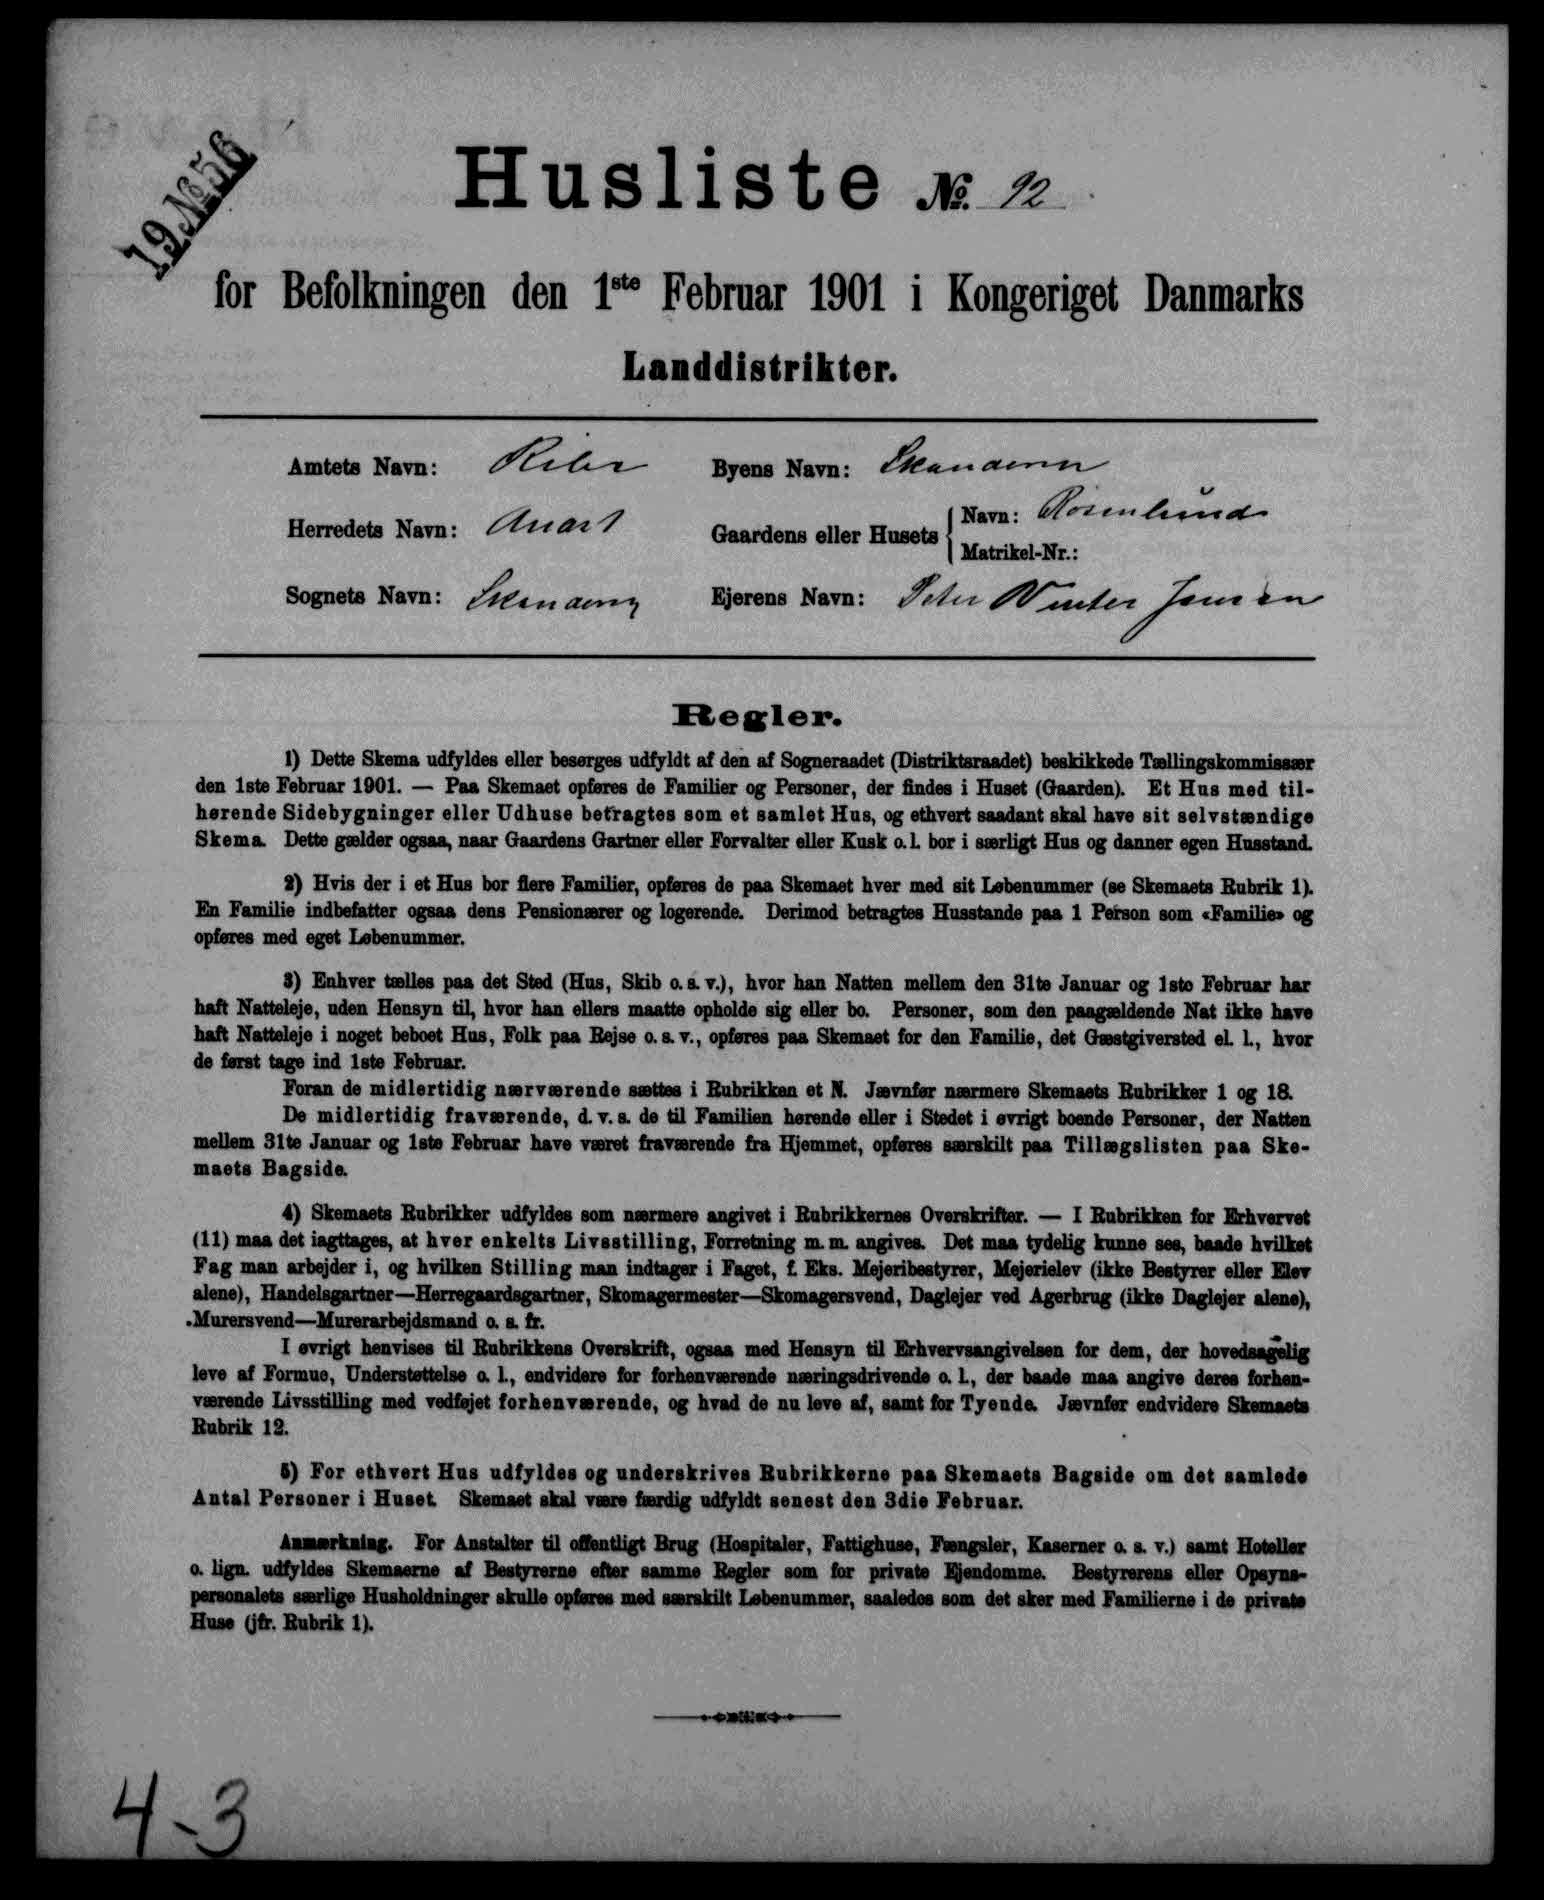 19 № 56
Husliste №. 92
for Befolkningen den 1ste Februar 1901 i Kongeriget Danmarks
Landdistrikter.
Amtets Navn: Ribe
Byens Navn: Skanderup
Herredets Navn: Anst
Gaardens eller Husets { Navn: Rosenlund
Matrikel-Nr.:
Sognets Navn: Skanderup
Ejerens Navn: Peter Winter Jensen
Regler.
1) Dette Skema udfyldes eller besørges udfyldt af den af Sogneraadet (Distriktsraadet) beskikkede Tællingskommissær
den 1ste Februar 1901. — Paa Skemaet opføres de Familier og Personer, der findes i Huset (Gaarden). Et Hus med til-
hørende Sidebygninger eller Udhuse betragtes som et samlet Hus, og ethvert saadant skal have sit selvstændige
Skema. Dette gælder ogsaa, naar Gaardens Gartner eller Forvalter eller Kusk o. l. bor i særligt Hus og danner egen Husstand.
2) Hvis der i et Hus bor flere Familier, opføres de paa Skemaet hver med sit Løbenummer (se Skemaets Rubrik 1).
En Familie indbefatter ogsaa dens Pensionærer og logerende. Derimod betragtes Husstande paa 1 Person som «Familie» og
opføres med eget Løbenummer.
3) Enhver tælles paa det Sted (Hus, Skib o. s. v.), hvor han Natten mellem den 31te Januar og 1ste Februar har
haft Natteleje, uden Hensyn til, hvor han ellers maatte opholde sig eller bo. Personer, som den paagældende Nat ikke have
haft Natteleje i noget beboet Hus, Folk paa Rejse o. s. v., opføres paa Skemaet for den Familie, det Gæstgiversted el. l., hvor
de først tage ind 1ste Februar.
Foran de midlertidig nærværende sættes i Rubrikken et N. Jævnfør nærmere Skemaets Rubrikker 1 og 18.
De midlertidig fraværende, d. v. s. de til Familien hørende eller i Stedet i øvrigt boende Personer, der Natten
mellem 31te Januar og 1ste Februar have været fraværende fra Hjemmet, opføres særskilt paa Tillægslisten paa Ske-
maets Bagside.
4) Skemaets Rubrikker udfyldes som nærmere angivet i Rubrikkernes Overskrifter. — I Rubrikken for Erhvervet
(11) maa det iagttages, at hver enkelts Livsstilling, Forretning m. m. angives. Det maa tydelig kunne ses, baade hvilket
Fag man arbejder i, og hvilken Stilling man indtager i Faget, f. Eks. Mejeribestyrer, Mejerielev (ikke Bestyrer eller Elev
alene), Handelsgartner—Herregaardsgartner, Skomagermester—Skomagersvend, Daglejer ved Agerbrug (ikke Daglejer alene),
Murersvend—Murerarbejdsmand o. s. fr.
I øvrigt henvises til Rubrikkens Overskrift, ogsaa med Hensyn til Erhvervsangivelsen for dem, der hovedsagelig
leve af Formue, Understøttelse o. l., endvidere for forhenværende næringsdrivende o. l., der baade maa angive deres forhen-
værende Livsstilling med vedføjet forhenværende, og hvad de nu leve af, samt for Tyende. Jævnfør endvidere Skemaets
Rubrik 12.
5) For ethvert Hus udfyldes og underskrives Rubrikkerne paa Skemaets Bagside om det samlede
Antal Personer i Huset. Skemaet skal være færdig udfyldt senest den 3die Februar.
Anmærkning. For Anstalter til offentligt Brug (Hospitaler, Fattighuse, Fængsler, Kaserner o. s. v.) samt Hoteller
o. lign. udfyldes Skemaerne af Bestyrerne efter samme Regler som for private Ejendomme. Bestyrerens eller Opsyns-
personalets særlige Husholdninger skulle opføres med særskilt Løbenummer, saaledes som det sker med Familierne i de private
Huse (jfr. Rubrik 1).
4-3